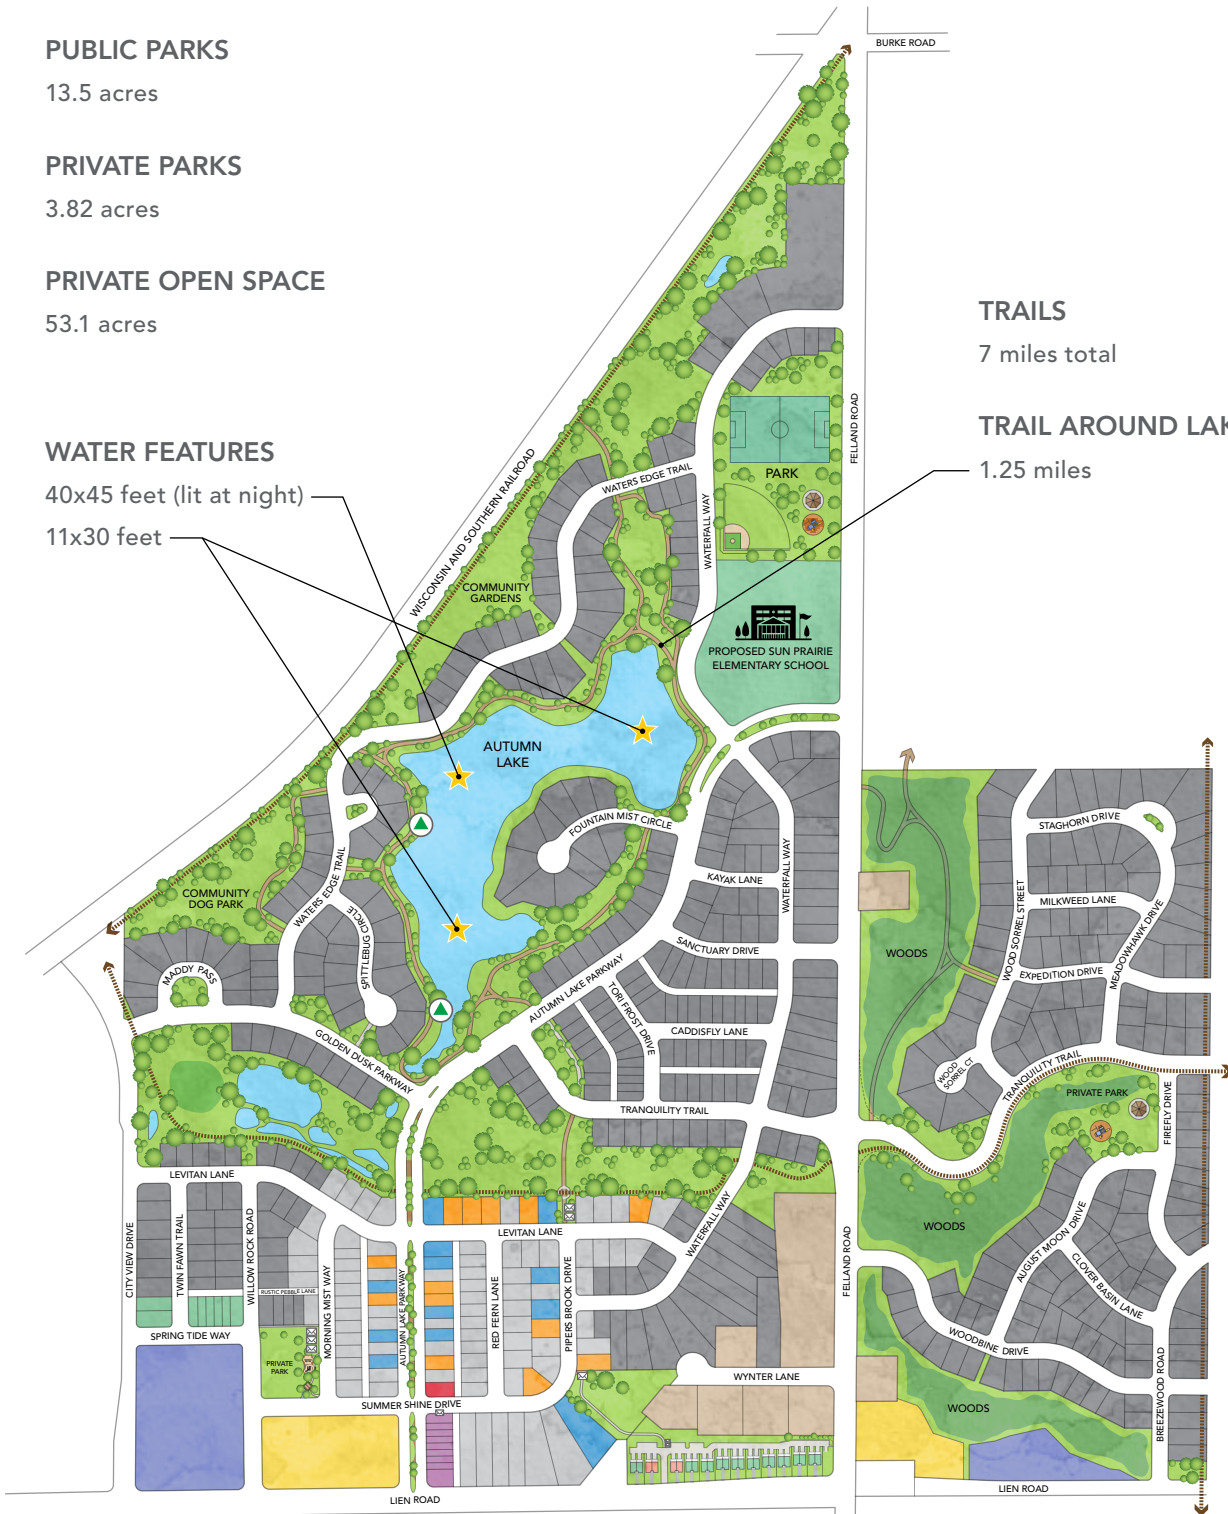 PUBLIC PARKS
13.5 acres
PRIVATE PARKS
3.82 acres
PRIVATE OPEN SPACE
53.1 acres
WATER FEATURES
40x45 feet (lit at night)
11x30 feet
TRAILS
7 miles total
TRAIL AROUND LAK
1.25 miles
BURKE ROAD
FELLAND ROAD
WISCONSIN AND SOUTHERN RAILROAD
PARK
WATERS EDGE TRAIL
WATERFALL WAY
COMMUNITY
GARDENS
PROPOSED SUN PRAIRIE
ELEMENTARY SCHOOL
AUTUMN
LAKE
FOUNTAIN MIST CIRCLE
STAGHORN DRIVE
WATERFALL WAY
KAYAK LANE
WATERS EDGE TRAIL
COMMUNITY
DOG PARK
SPITTLEBUG CIRCLE
MILKWEED LANE
WOOD SORREL STREET
MEADOWHAWK DRIVE
SANCTUARY DRIVE
WOODS
MADDY PASS
AUTUMN LAKE PARKWAY
EXPEDITION DRIVE
TORI FROST DRIVE
CADDISFLY LANE
GOLDEN DUSK PARKWAY
WOOD
SORREL CT
TRANQUILITY TRAIL
PRIVATE PARK
FIREFLY DRIVE
TRANQUILITY TRAIL
LEVITAN LANE
WATERFALL WAY
LEVITAN LANE
WOODS
CITY VIEW DRIVE
TWIN FAWN TRAIL
WILLOW ROCK ROAD
RUSTIC PEBBLE LANE
MORNING MIST WAY
AUTUMN LAKE PARKWAY
RED FERN LANE
PIPERS BROOK DRIVE
FELLAND ROAD
AUGUST MOON DRIVE
CLOVER BASIN LANE
SPRING TIDE WAY
WOODBINE DRIVE
BREEZEWOOD ROAD
PRIVATE
PARK
WYNTER LANE
SUMMER SHINE DRIVE
WOODS
LIEN ROAD
LIEN ROAD